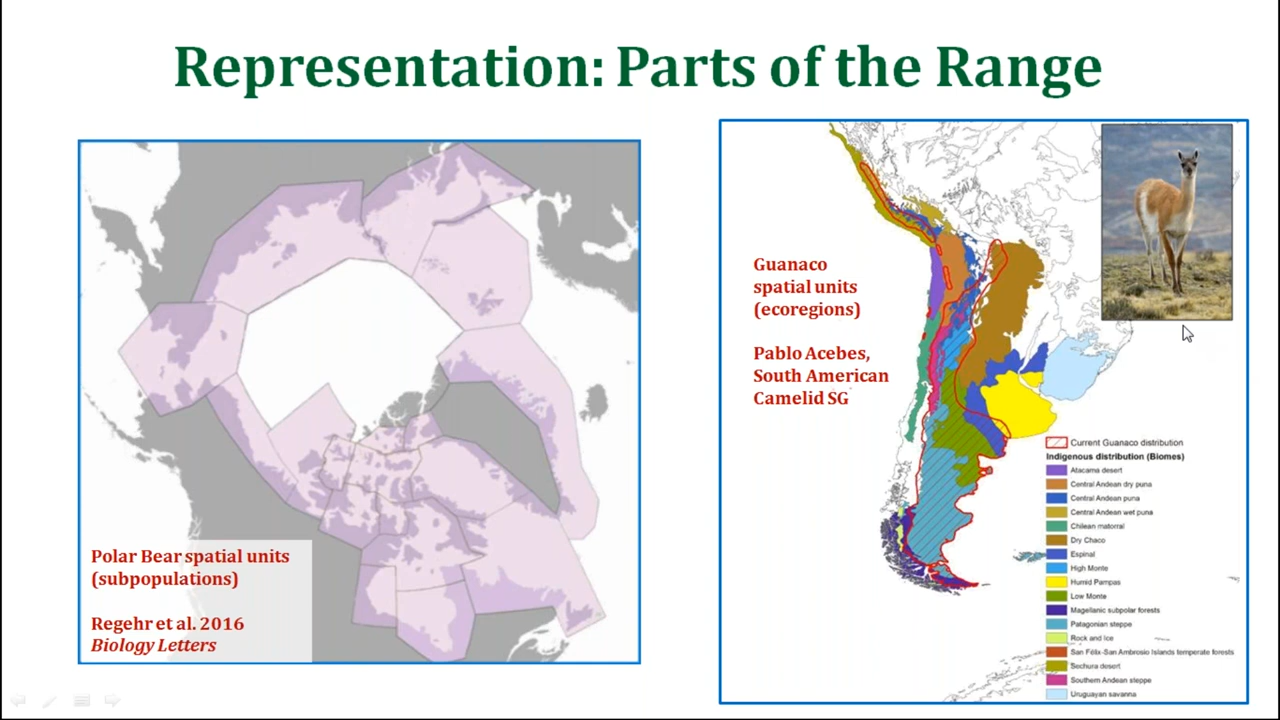 Representation: Parts of the Range
Polar Bear spatial units
(subpopulations)
Regehr et al. 2016
Biology Letters
Guanaco
spatial units
(ecoregions)
Pablo Acebes,
South American
Camelid SG
Current Guanaco distribution
Indigenous distribution (Biomes)
Atacama desert
Central Andean dry puna
Central Andean puna
Central Andean wet puna
Chilean matorral
Dry Chaco
Espinal
High Monte
Humid Pampas
Low Monte
Magellanic subpolar forests
Patagonian steppe
Rock and Ice
San Félix-San Ambrosio Islands temperate forests
Sechura desert
Southern Andean steppe
Uruguayan savanna